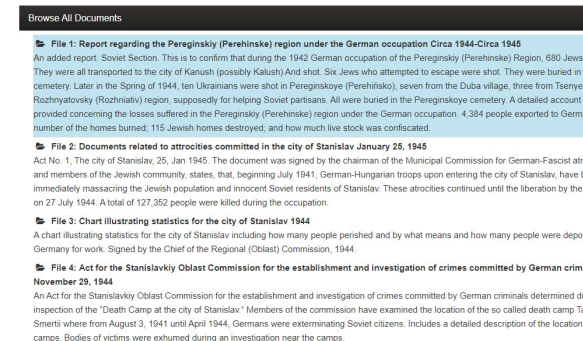 Browse All Documents
File 1: Report regarding the Pereginskiy (Perehinske) region under the German occupation Circa 1944-Circa 1945
An added report. Soviet Section. This is to confirm that during the 1942 German occupation of the Pereginskiy (Perehinske) Region, 680 Jews
They were all transported to the city of Kanush (possibly Kalush) And shot. Six Jews who attempted to escape were shot. They were buried in
cemetery. Later in the Spring of 1944, ten Ukrainians were shot in Pereginskoye (Perehińsko), seven from the Duba village, three from Tsenye
Rozhnyatovsky (Rozhniativ) region, supposedly for helping Soviet partisans. All were buried in the Pereginskoye cemetery. A detailed account
provided concerning the losses suffered in the Pereginskiy (Perehinske) region under the German occupation. 4,384 people exported to Germ
number of the homes burned; 115 Jewish homes destroyed; and how much live stock was confiscated.
File 2: Documents related to attrocities committed in the city of Stanislav January 25, 1945
Act No. 1, The city of Stanislav, 25, Jan 1945. The document was signed by the chairman of the Municipal Commission for German-Fascist atr
and members of the Jewish community, states, that, beginning July 1941, German-Hungarian troops upon entering the city of Stanislav, have b
immediately massacring the Jewish population and innocent Soviet residents of Stanislav. These atrocities continued until the liberation by the
on 27 July 1944. A total of 127,352 people were killed during the occupation.
File 3: Chart illustrating statistics for the city of Stanislav 1944
A chart illustrating statistics for the city of Stanislav including how many people perished and by what means and how many people were depo
Germany for work. Signed by the Chief of the Regional (Oblast) Commission, 1944.
File 4: Act for the Stanislavkiy Oblast Commission for the establishment and investigation of crimes committed by German crim
November 29, 1944
An Act for the Stanislavkiy Oblast Commission for the establishment and investigation of crimes committed by German criminals determined du
inspection of the "Death Camp at the city of Stanislav." Members of the commission have examined the location of the so called death camp Ta
Smertii where from August 3, 1941 until April 1944, Germans were exterminating Soviet citizens. Includes a detailed description of the location
camps. Bodies of victims were exhumed during an investigation near the camps.